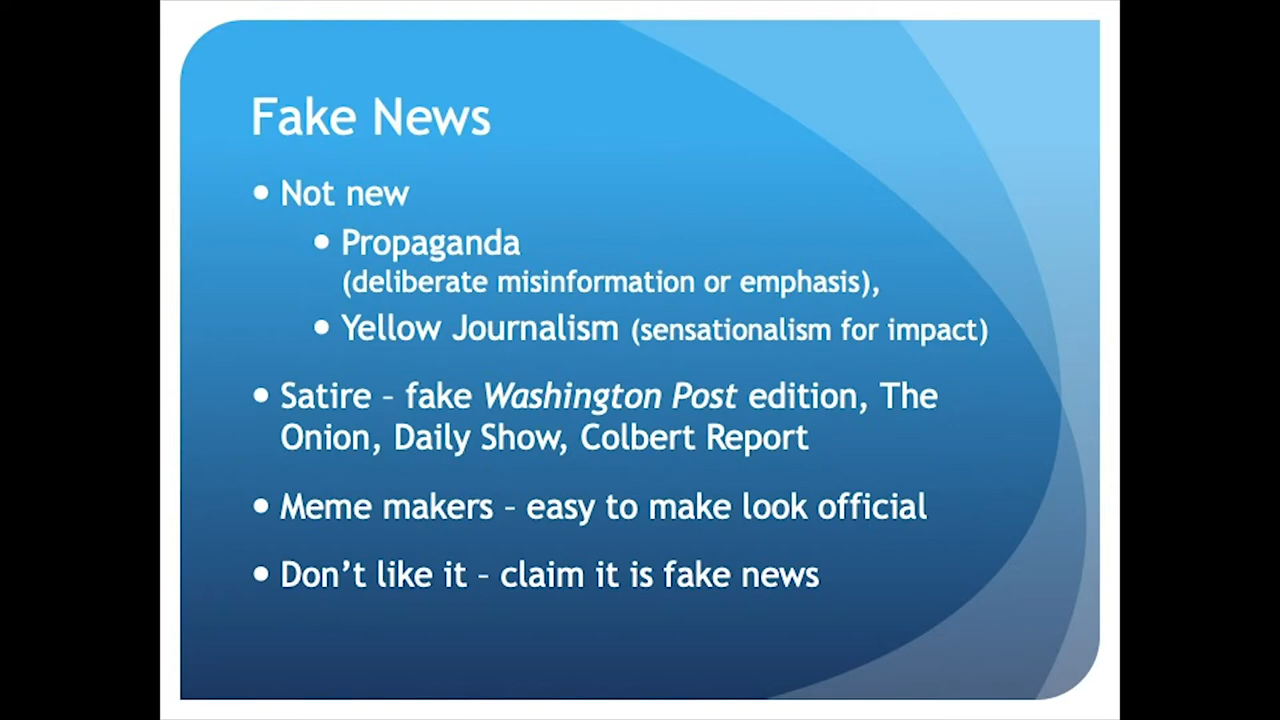 Fake News
• Not new
• Propaganda
(deliberate misinformation or emphasis),
• Yellow Journalism (sensationalism for impact)
• Satire – fake Washington Post edition, The
Onion, Daily Show, Colbert Report
• Meme makers – easy to make look official
• Don’t like it – claim it is fake news